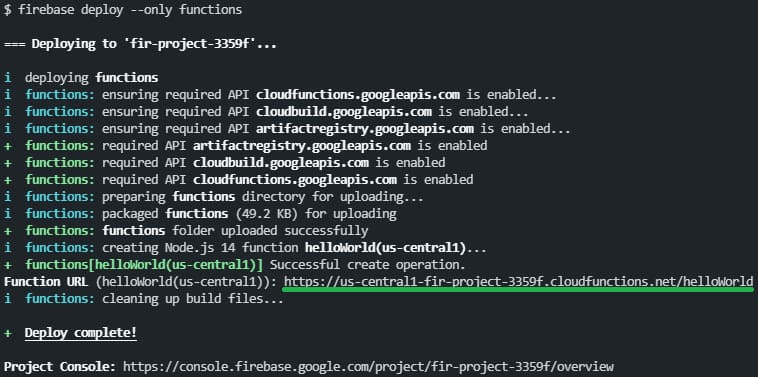 $ firebase deploy --only functions
=== Deploying to 'fir-project-3359f'...
i deploying functions
i functions: ensuring required API cloudfunctions.googleapis.com is enabled...
i functions: ensuring required API cloudbuild.googleapis.com is enabled...
i functions: ensuring required API artifactregistry.googleapis.com is enabled...
+ functions: required API artifactregistry.googleapis.com is enabled
+ functions: required API cloudbuild.googleapis.com is enabled
+ functions: required API cloudfunctions.googleapis.com is enabled
i functions: preparing functions directory for uploading...
i functions: packaged functions (49.2 KB) for uploading
+ functions: functions folder uploaded successfully
i functions: creating Node.js 14 function helloWorld(us-central1)...
+ functions[helloWorld(us-central1)] Successful create operation.
Function URL (helloWorld(us-central1)): https://us-central1-fir-project-3359f.cloudfunctions.net/helloWorld
i functions: cleaning up build files...
+ Deploy complete!
Project Console: https://console.firebase.google.com/project/fir-project-3359f/overview